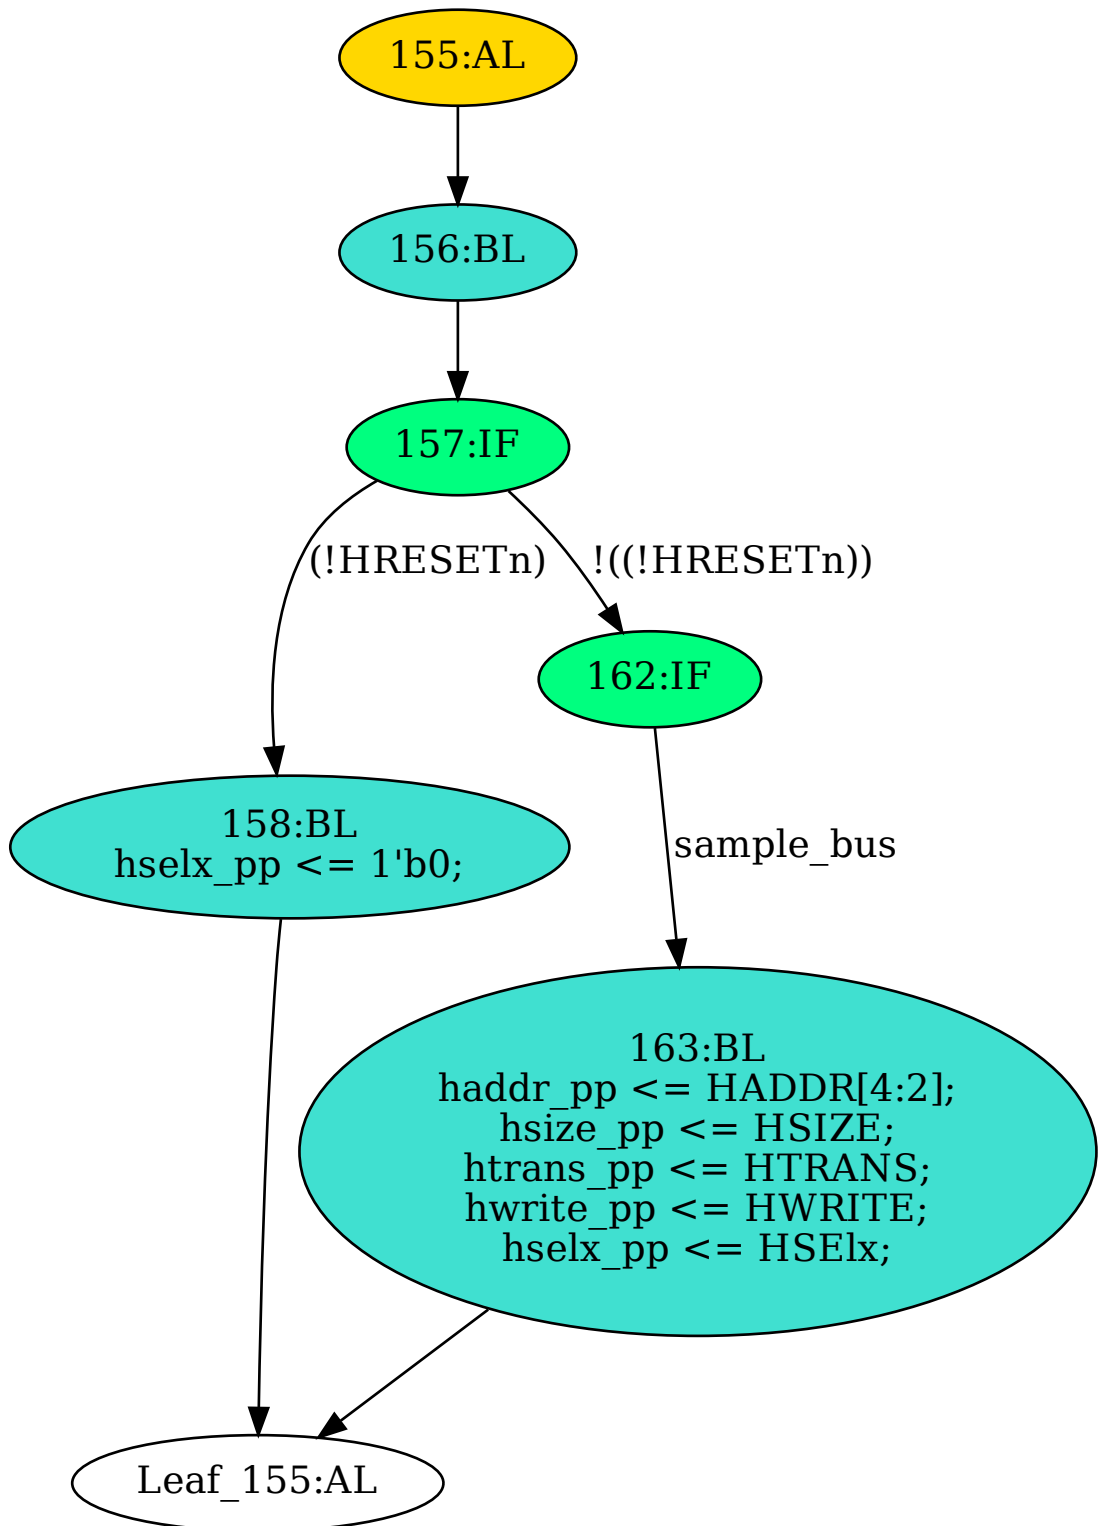 155:AL
156:BL
157:IF
(!HRESETn)
!((!HRESETn))
162:IF
158:BL
hselx_pp <= 1'b0;
sample_bus
163:BL
haddr_pp <= HADDR[4:2];
hsize_pp <= HSIZE;
htrans_pp <= HTRANS;
hwrite_pp <= HWRITE;
hselx_pp <= HSElx;
Leaf_155:AL